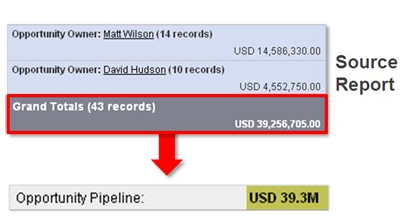 Opportunity Owner: Matt Wilson (14 records)
USD 14,586,330.00
Opportunity Owner: David Hudson (10 records)
USD 4,552,750.00
Grand Totals (43 records)
USD 39,256,705.00
Source
Report
Opportunity Pipeline: USD 39.3M